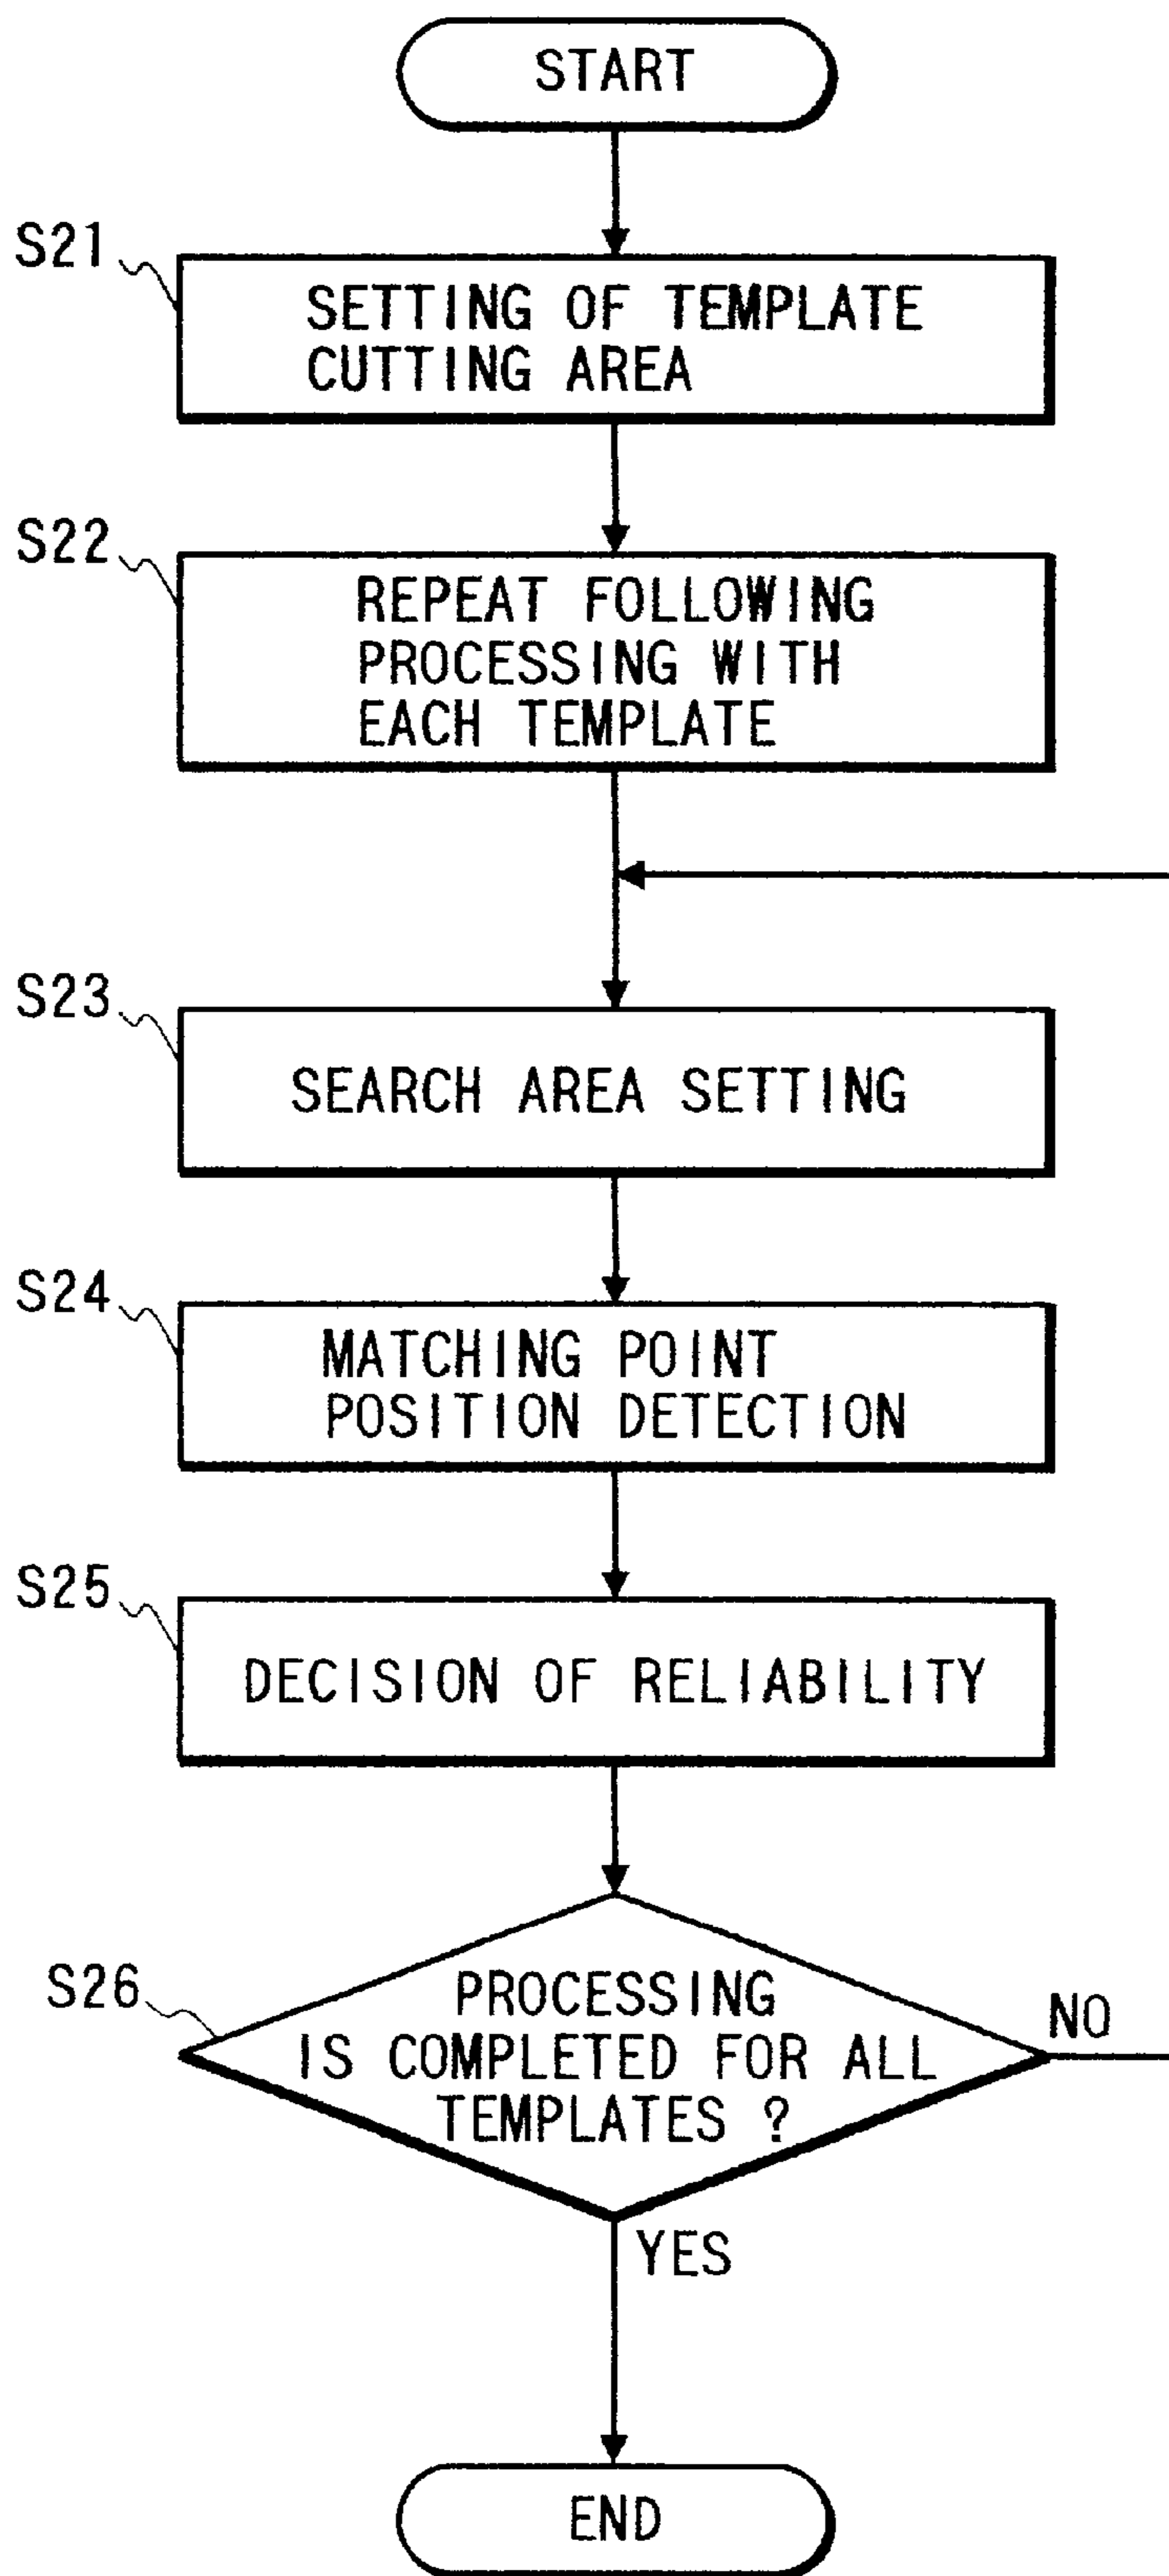 START
S21
SETTING OF TEMPLATE
CUTTING AREA
S22
REPEAT FOLLOWING
PROCESSING WITH
EACH TEMPLATE
S23
SEARCH AREA SETTING
S24
MATCHING POINT
POSITION DETECTION
S25
DECISION OF RELIABILITY
S26
PROCESSING
IS COMPLETED FOR ALL
TEMPLATES ?
NO
YES
END